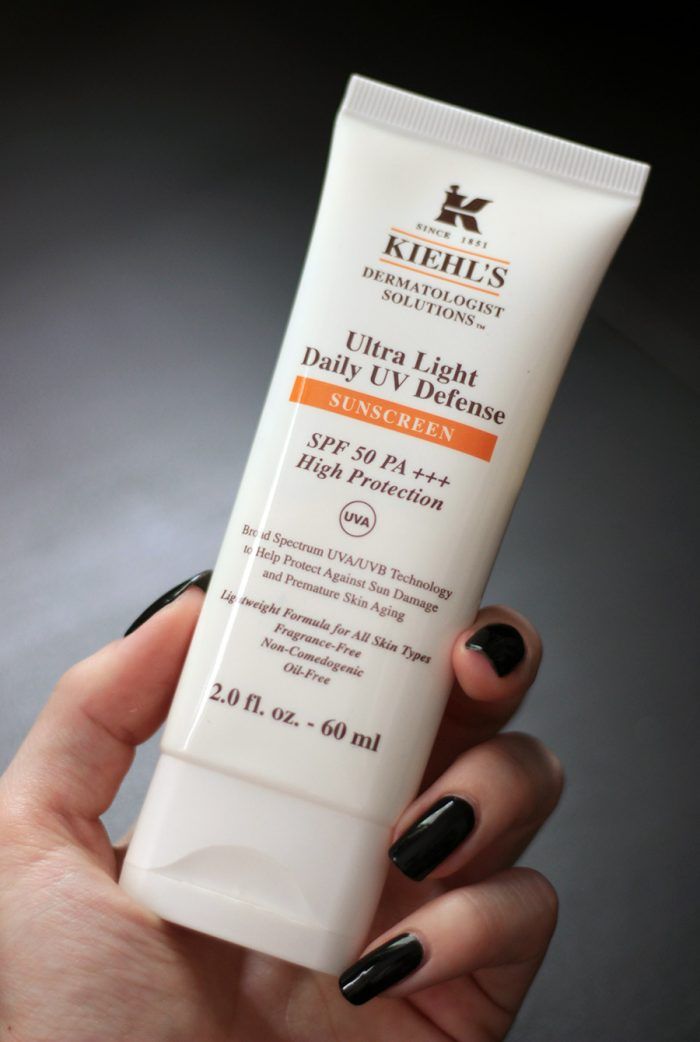 K
SINCE 1851
KIEHL'S
DERMATOLOGIST
SOLUTIONS™
Ultra Light
Daily UV Defense
SUNSCREEN
SPF 50 PA +++
High Protection
UVA
Broad Spectrum UVA/UVB Technology
to Help Protect Against Sun Damage
and Premature Skin Aging
Lightweight Formula for All Skin Types
Fragrance-Free
Non-Comedogenic
Oil-Free
2.0 fl. oz. - 60 ml